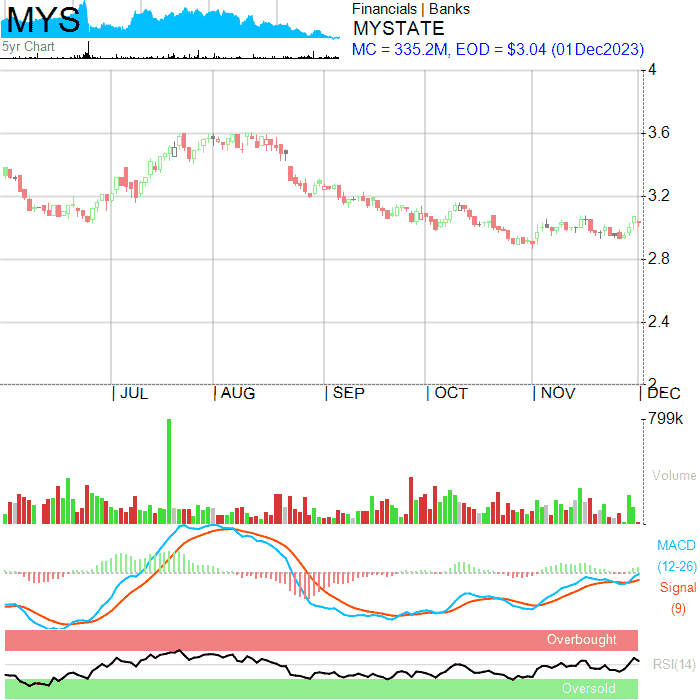 MYS
5yr Chart
Financials | Banks
MYSTATE
MC = 335.2M, EOD = $3.04 (01Dec2023)
4
3.6
3.2
2.8
2.4
2
| JUL | AUG | SEP | OCT | NOV | DEC
799k
Volume
MACD
(12-26)
Signal
(9)
Overbought
RSI(14)
Oversold